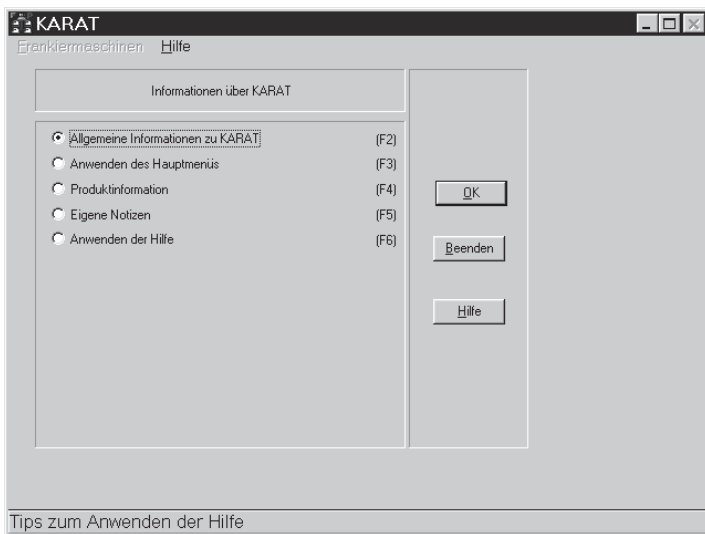 KARAT
Frankiermaschinen Hilfe
Informationen über KARAT
Allgemeine Informationen zu KARAT (F2)
Anwenden des Hauptmenüs (F3)
Produktinformation (F4)
Eigene Notizen (F5)
Anwenden der Hilfe (F6)
OK
Beenden
Hilfe
Tips zum Anwenden der Hilfe